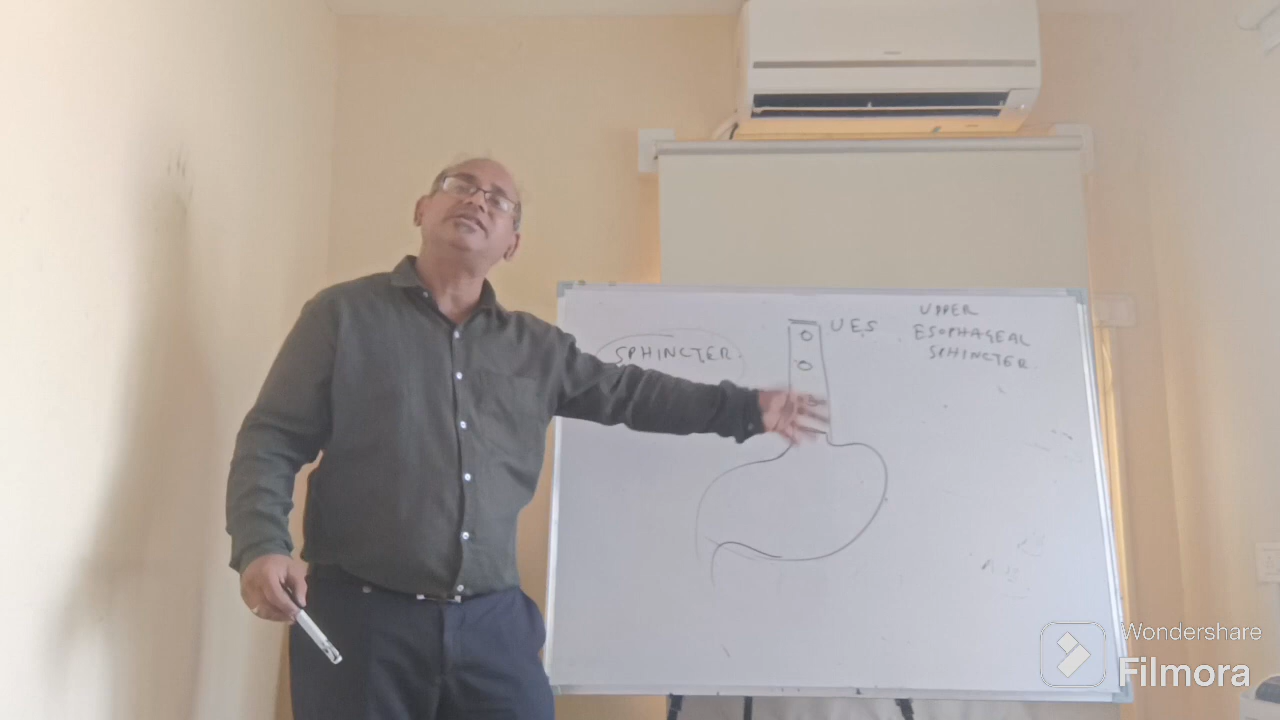 SPHINCTER
UES
UPPER
ESOPHAGEAL
SPHINCTER.
Wondershare
Filmora